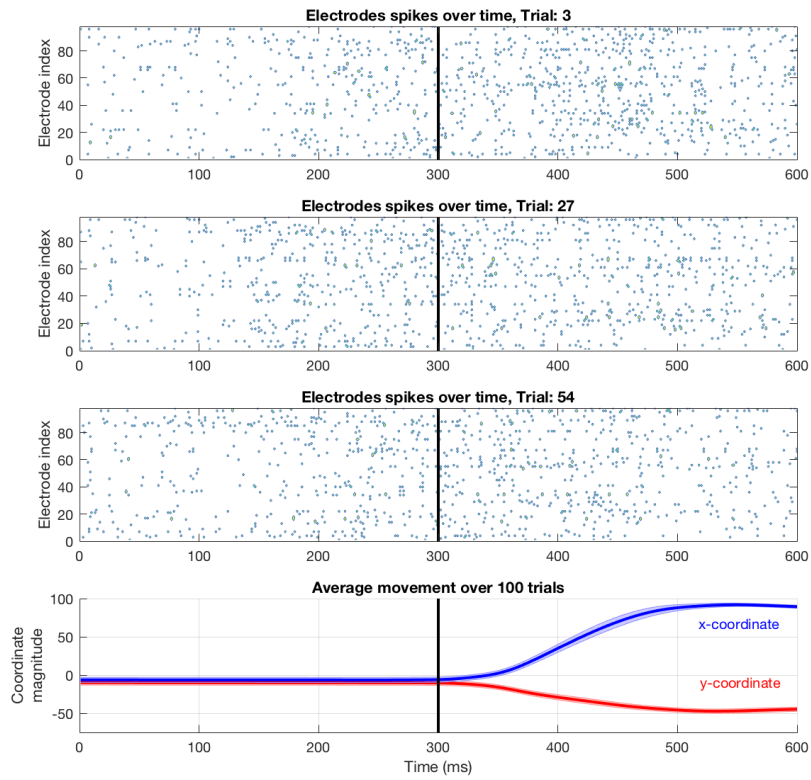 Electrodes spikes over time, Trial: 3
Electrode index
80
60
40
20
0
0 100 200 300 400 500 600
Electrodes spikes over time, Trial: 27
Electrode index
80
60
40
20
0
0 100 200 300 400 500 600
Electrodes spikes over time, Trial: 54
Electrode index
80
60
40
20
0
0 100 200 300 400 500 600
Average movement over 100 trials
Coordinate
magnitude
100
50
0
-50
x-coordinate
y-coordinate
0 100 200 300 400 500 600
Time (ms)